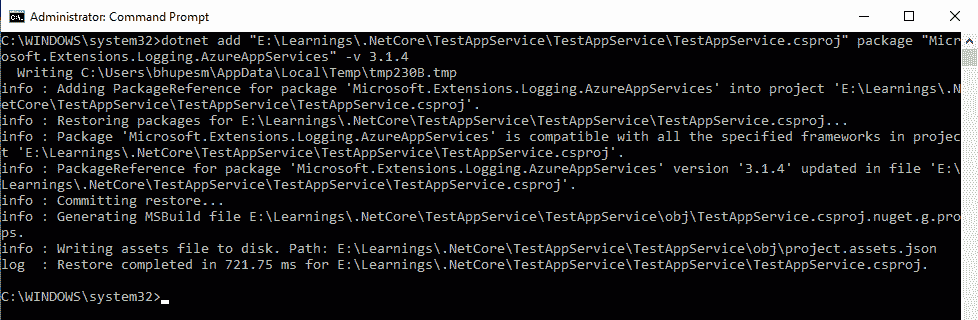 Administrator: Command Prompt
C:\WINDOWS\system32>dotnet add "E:\Learnings\.NetCore\TestAppService\TestAppService\TestAppService.csproj" package "Micr
osoft.Extensions.Logging.AzureAppServices" -v 3.1.4
  Writing C:\Users\bhupesm\AppData\Local\Temp\tmp230B.tmp
info : Adding PackageReference for package 'Microsoft.Extensions.Logging.AzureAppServices' into project 'E:\Learnings\.N
etCore\TestAppService\TestAppService\TestAppService.csproj'.
info : Restoring packages for E:\Learnings\.NetCore\TestAppService\TestAppService\TestAppService.csproj...
info : Package 'Microsoft.Extensions.Logging.AzureAppServices' is compatible with all the specified frameworks in projec
t 'E:\Learnings\.NetCore\TestAppService\TestAppService\TestAppService.csproj'.
info : PackageReference for package 'Microsoft.Extensions.Logging.AzureAppServices' version '3.1.4' updated in file 'E:\
Learnings\.NetCore\TestAppService\TestAppService\TestAppService.csproj'.
info : Committing restore...
info : Generating MSBuild file E:\Learnings\.NetCore\TestAppService\TestAppService\obj\TestAppService.csproj.nuget.g.pro
ps.
info : Writing assets file to disk. Path: E:\Learnings\.NetCore\TestAppService\TestAppService\obj\project.assets.json
log  : Restore completed in 721.75 ms for E:\Learnings\.NetCore\TestAppService\TestAppService\TestAppService.csproj.
C:\WINDOWS\system32>